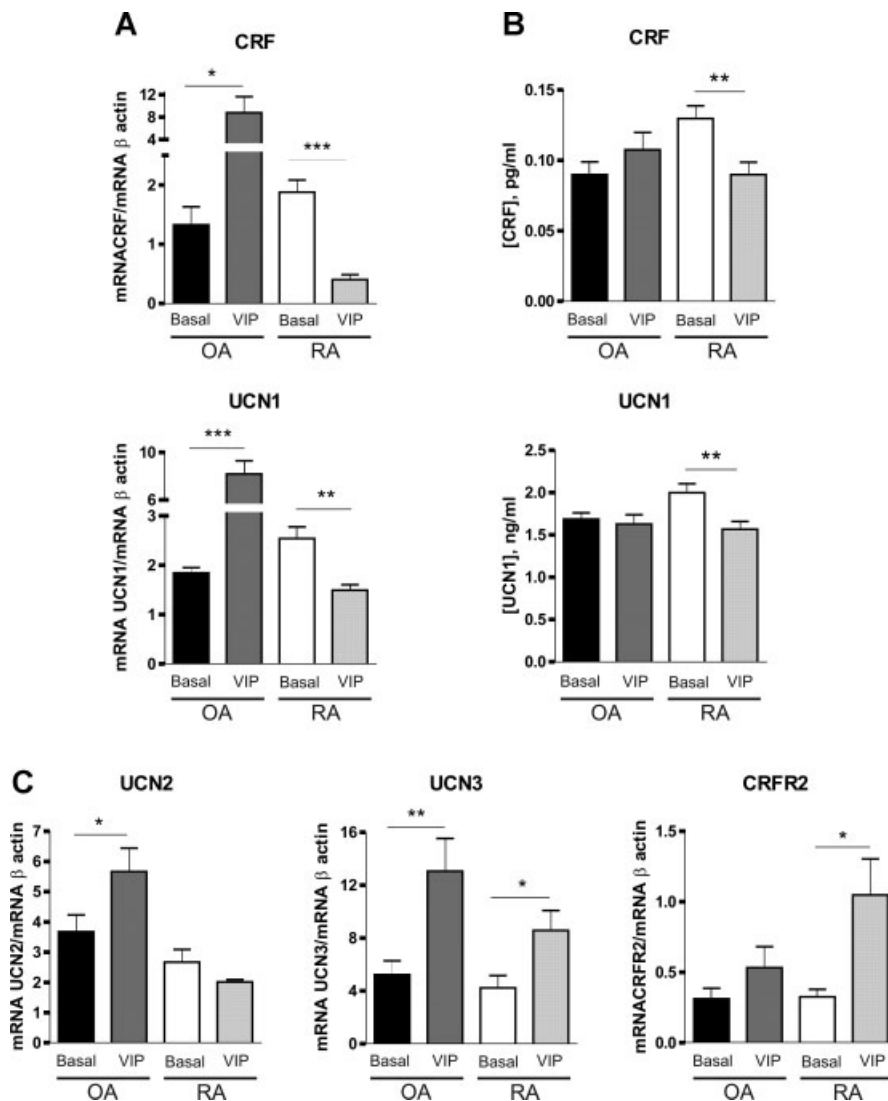 A
CRF
mRNACRF/mRNA β actin
12
8
4
2
1
0
*
***
Basal VIP Basal VIP
OA RA
B
CRF
[CRF], pg/ml
0.15
0.10
0.05
0.00
**
Basal VIP Basal VIP
OA RA
UCN1
mRNA UCN1/mRNA β actin
10
6
3
2
1
0
***
**
Basal VIP Basal VIP
OA RA
UCN1
[UCN1], ng/ml
2.5
2.0
1.5
1.0
0.5
0.0
**
Basal VIP Basal VIP
OA RA
C
UCN2
mRNA UCN2/mRNA β actin
7
6
5
4
3
2
1
0
*
Basal VIP Basal VIP
OA RA
UCN3
mRNA UCN3/mRNA β actin
16
12
8
4
0
**
*
Basal VIP Basal VIP
OA RA
CRFR2
mRNACRFR2/mRNA β actin
1.5
1.0
0.5
0.0
*
Basal VIP Basal VIP
OA RA